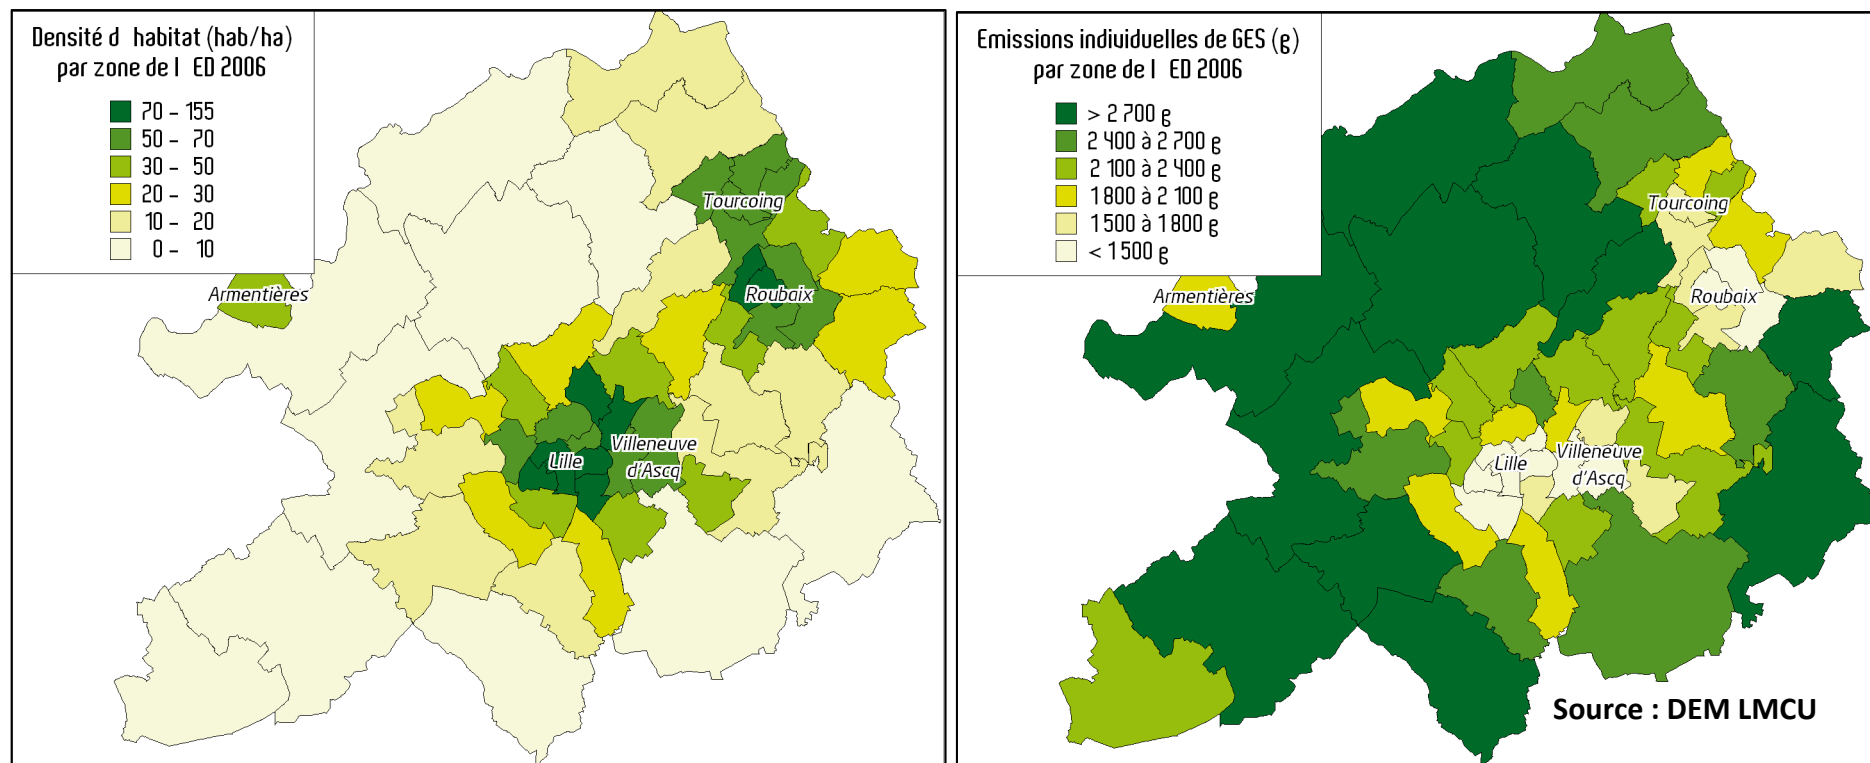 Densité d habitat (hab/ha)
par zone de l ED 2006
70 - 155
50 - 70
30 - 50
20 - 30
10 - 20
0 - 10
Tourcoing
Armentières
Roubaix
Villeneuve
d'Ascq
Lille
Emissions individuelles de GES (g)
par zone de l ED 2006
> 2 700 g
2 400 à 2 700 g
2 100 à 2 400 g
1 800 à 2 100 g
1 500 à 1 800 g
< 1 500 g
Tourcoing
Armentières
Roubaix
Villeneuve
d'Ascq
Lille
Source : DEM LMCU